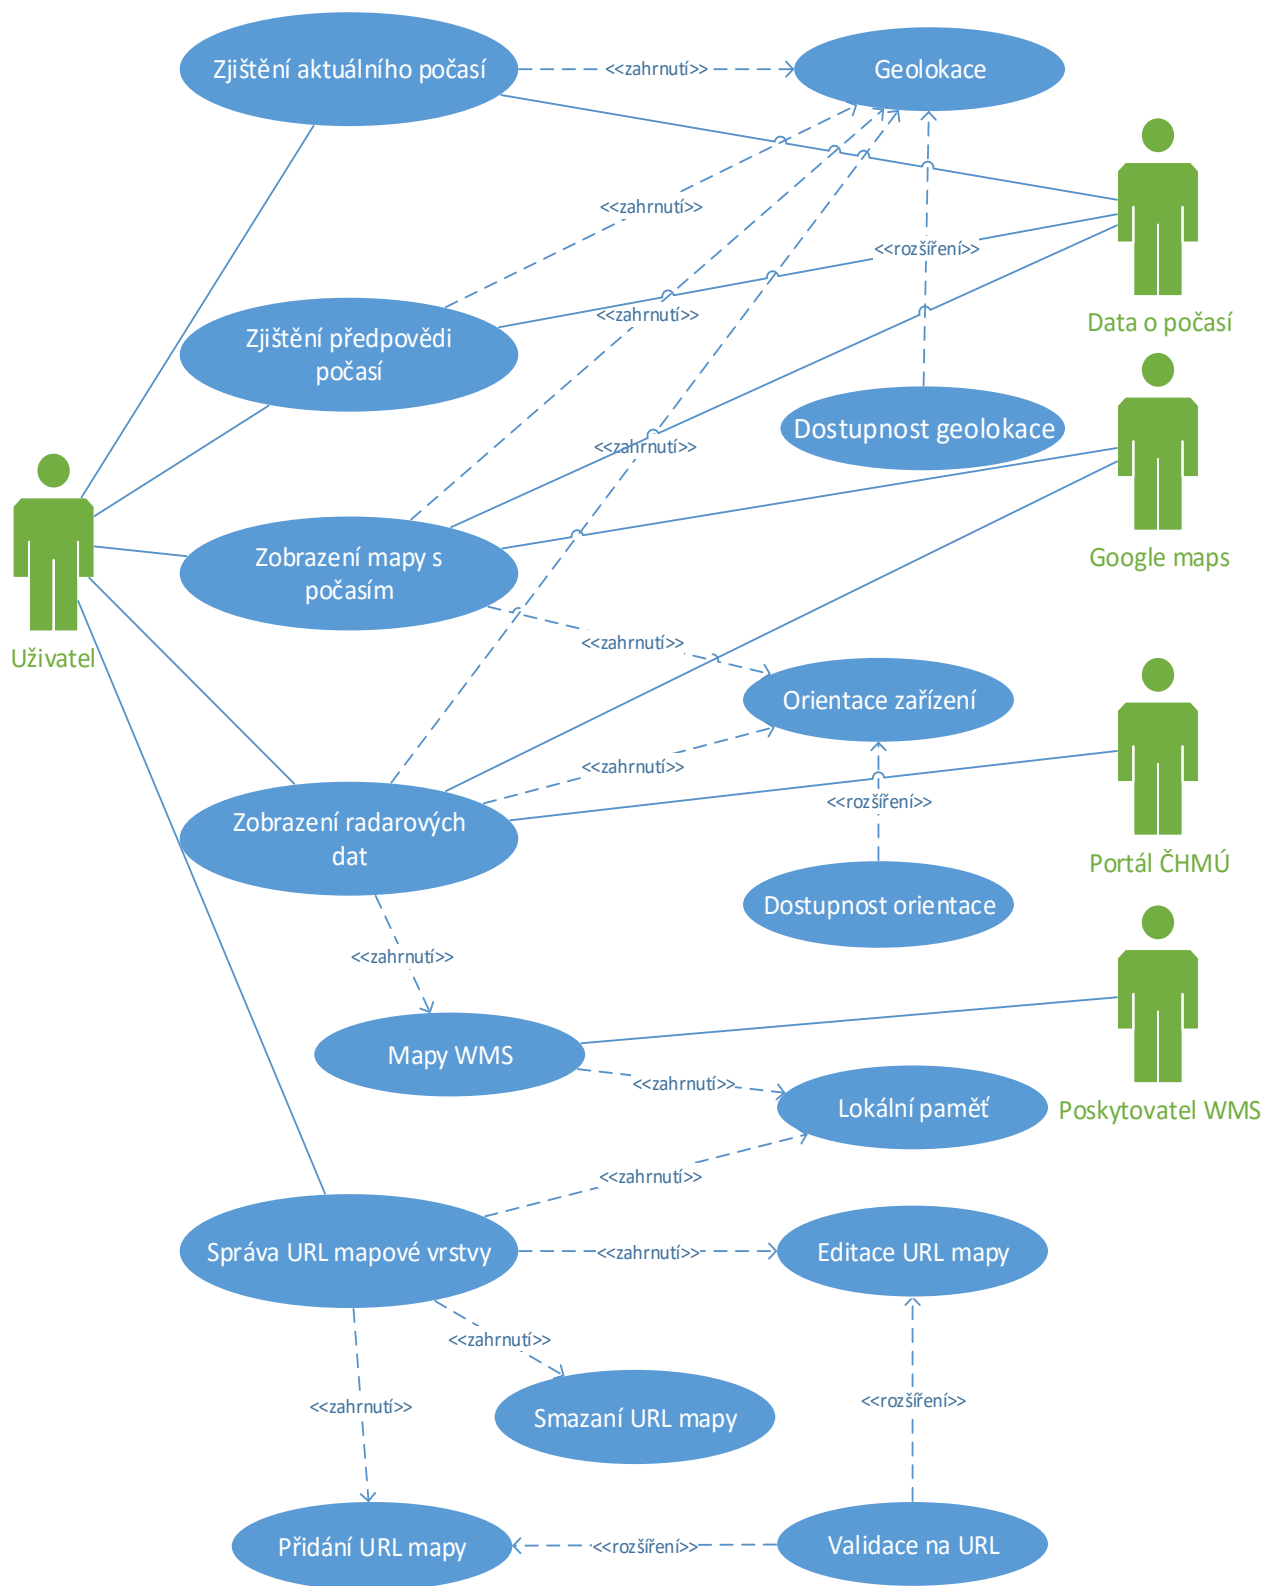 Zjištění aktuálního počasí
<<zahrnutí>>
Geolokace
<<zahrnutí>>
<<rozšíření>>
Data o počasí
<<zahrnutí>>
Zjištění předpovědi
počasí
Dostupnost geolokace
<<zahrnutí>>
Google maps
Zobrazení mapy s
počasím
Uživatel
<<zahrnutí>>
Orientace zařízení
<<zahrnutí>>
<<rozšíření>>
Zobrazení radarových
dat
Portál ČHMÚ
Dostupnost orientace
<<zahrnutí>>
Mapy WMS
<<zahrnutí>>
Lokální paměť
Poskytovatel WMS
<<zahrnutí>>
Správa URL mapové vrstvy
<<zahrnutí>>
Editace URL mapy
<<zahrnutí>>
<<zahrnutí>>
<<rozšíření>>
Smazaní URL mapy
Přidání URL mapy
<<rozšíření>>
Validace na URL